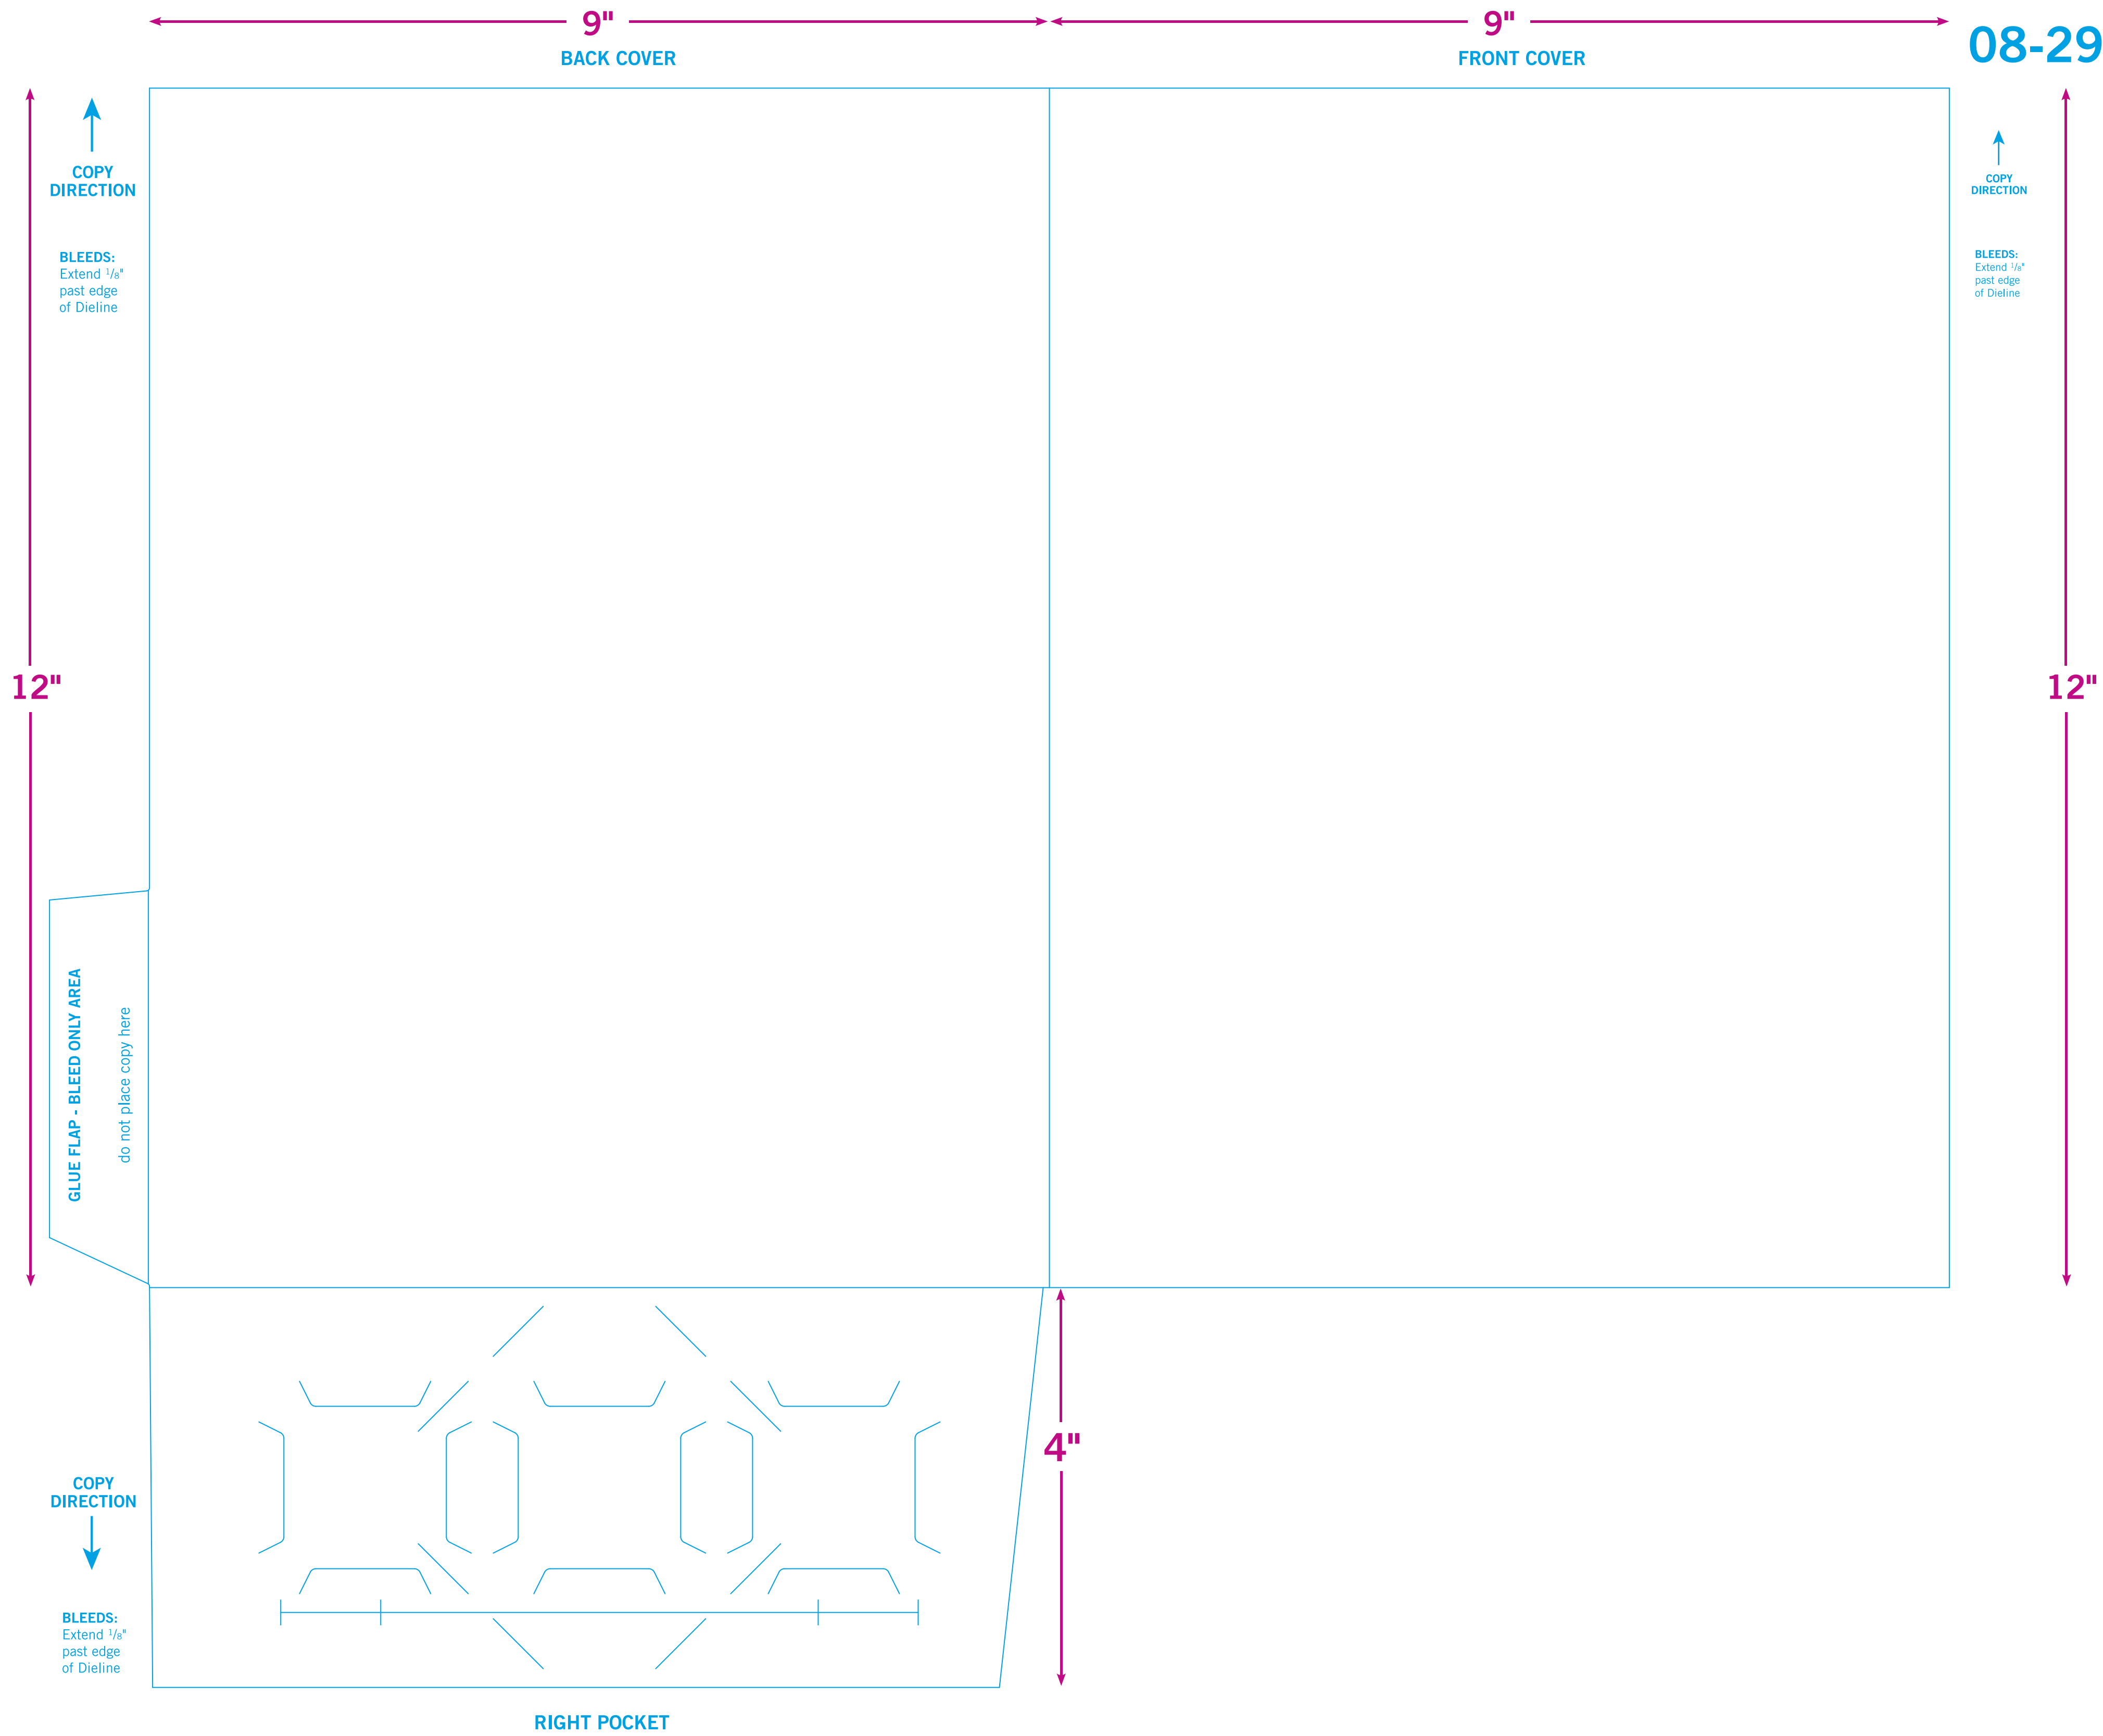 9"
9"
08-29
BACK COVER
FRONT COVER
COPY
DIRECTION
BLEEDS:
Extend 1/8"
past edge
of Dieline
COPY
DIRECTION
BLEEDS:
Extend 1/8"
past edge
of Dieline
12"
12"
GLUE FLAP - BLEED ONLY AREA
do not place copy here
4"
COPY
DIRECTION
BLEEDS:
Extend 1/8"
past edge
of Dieline
RIGHT POCKET